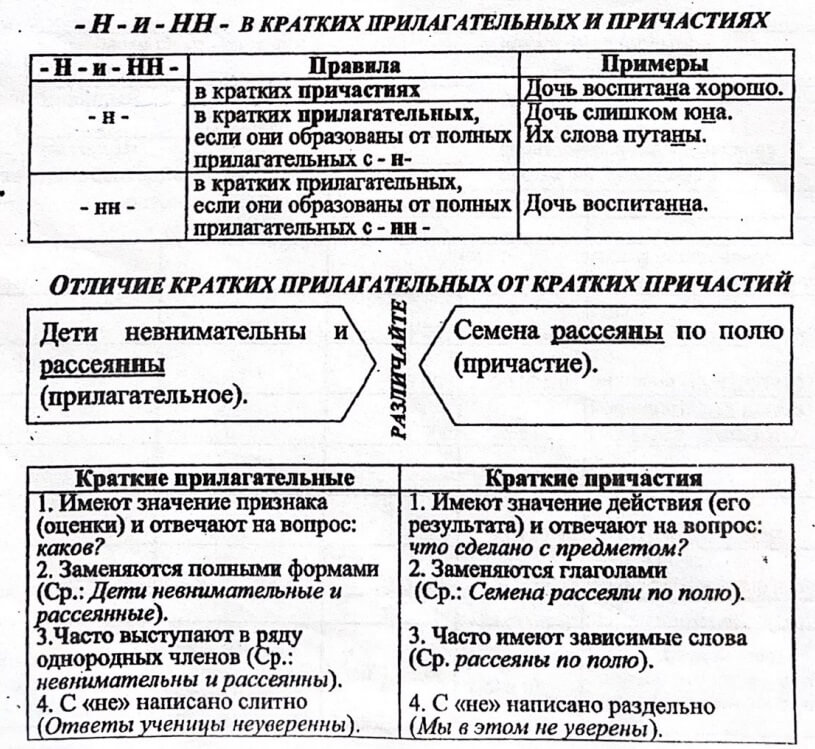 - Н - и - НН - В КРАТКИХ ПРИЛАГАТЕЛЬНЫХ И ПРИЧАСТИЯХ
- Н - и - НН -
Правила
Примеры
- н -
в кратких причастиях
Дочь воспитана хорошо.
в кратких прилагательных,
если они образованы от полных
прилагательных с - н-
Дочь слишком юна.
Их слова путаны.
- нн -
в кратких прилагательных,
если они образованы от полных
прилагательных с - нн -
Дочь воспитанна.
ОТЛИЧИЕ КРАТКИХ ПРИЛАГАТЕЛЬНЫХ ОТ КРАТКИХ ПРИЧАСТИЙ
Дети невнимательны и
рассеянны
(прилагательное).
РАЗЛИЧАЙТЕ
Семена рассеяны по полю
(причастие).
Краткие прилагательные
1. Имеют значение признака
(оценки) и отвечают на вопрос:
каков?
2. Заменяются полными формами
(Ср.: Дети невнимательные и
рассеянные).
3.Часто выступают в ряду
однородных членов (Ср.:
невнимательны и рассеянны).
4. С «не» написано слитно
(Ответы ученицы неуверенны).
Краткие причастия
1. Имеют значение действия (его
результата) и отвечают на вопрос:
что сделано с предметом?
2. Заменяются глаголами
(Ср.: Семена рассеяли по полю).
3. Часто имеют зависимые слова
(Ср. рассеяны по полю).
4. С «не» написано раздельно
(Мы в этом не уверены).